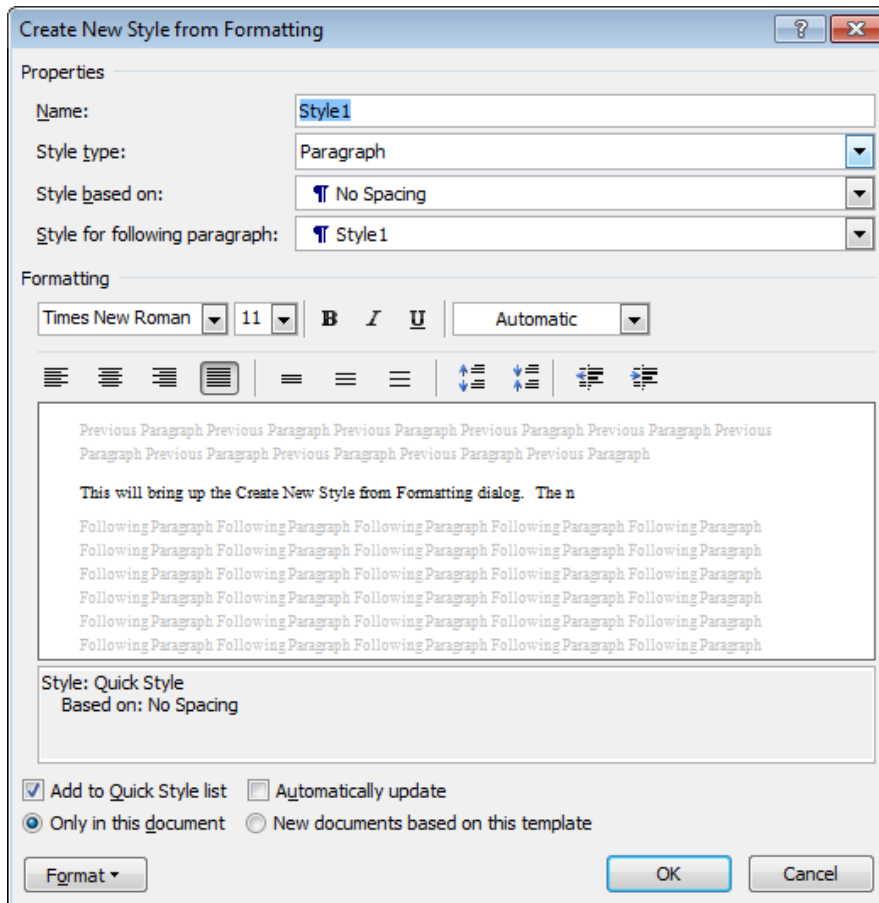 Create New Style from Formatting
Properties
Name: Style1
Style type: Paragraph
Style based on: ¶ No Spacing
Style for following paragraph: ¶ Style1
Formatting
Times New Roman 11 B I U Automatic
Previous Paragraph Previous Paragraph Previous Paragraph Previous Paragraph Previous Paragraph Previous
Paragraph Previous Paragraph Previous Paragraph Previous Paragraph Previous Paragraph
This will bring up the Create New Style from Formatting dialog.  The n
Following Paragraph Following Paragraph Following Paragraph Following Paragraph Following Paragraph
Following Paragraph Following Paragraph Following Paragraph Following Paragraph Following Paragraph
Following Paragraph Following Paragraph Following Paragraph Following Paragraph Following Paragraph
Following Paragraph Following Paragraph Following Paragraph Following Paragraph Following Paragraph
Following Paragraph Following Paragraph Following Paragraph Following Paragraph Following Paragraph
Following Paragraph Following Paragraph Following Paragraph Following Paragraph Following Paragraph
Style: Quick Style
Based on: No Spacing
Add to Quick Style list Automatically update
Only in this document New documents based on this template
Format OK Cancel